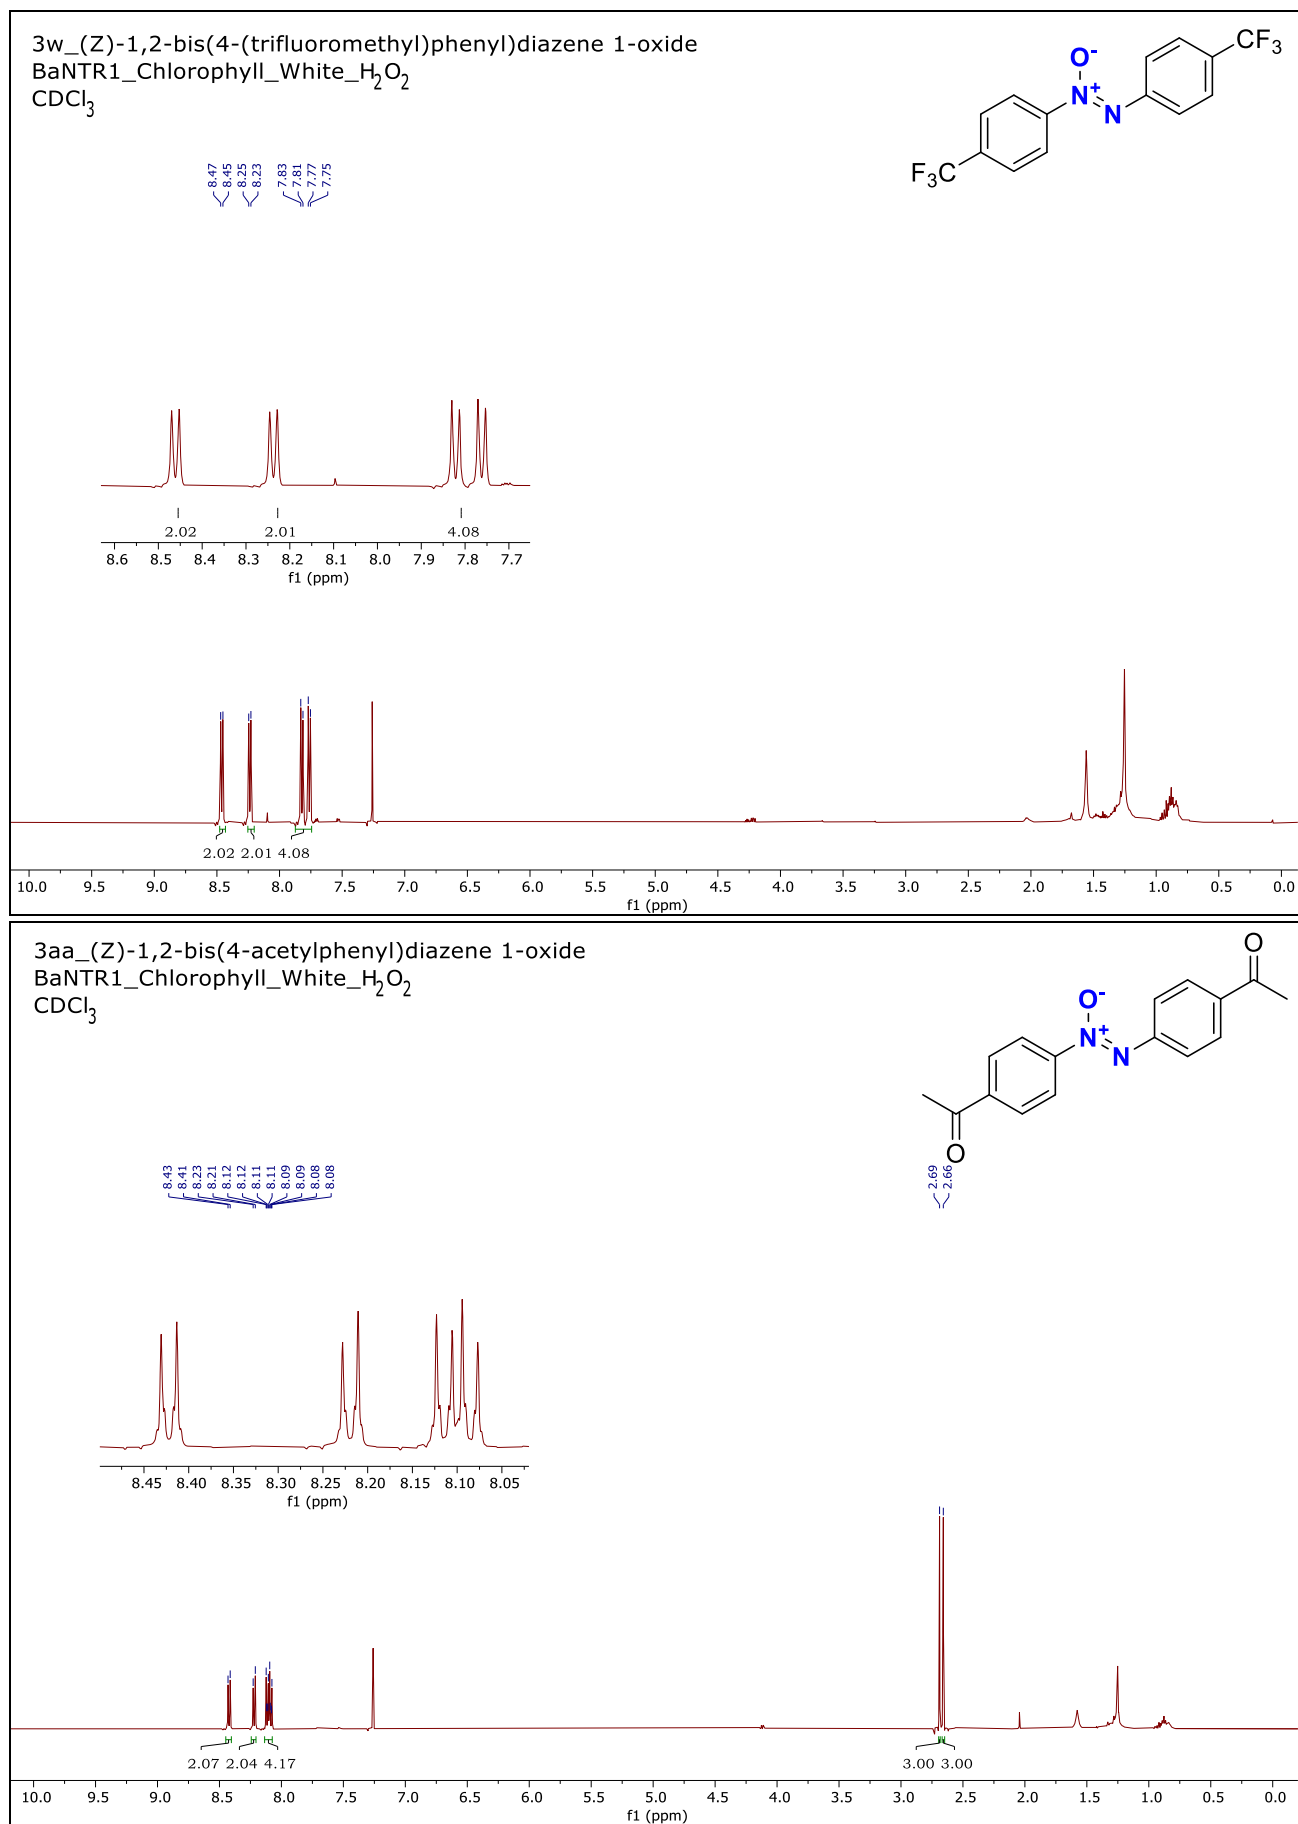 3w_(Z)-1,2-bis(4-(trifluoromethyl)phenyl)diazene 1-oxide
BaNTR1_Chlorophyll_White_H₂O₂
CDCl₃
O⁻
N⁺
N
CF₃
F₃C
8.47
8.45
8.25
8.23
7.83
7.81
7.77
7.75
2.02 2.01 4.08
8.6 8.5 8.4 8.3 8.2 8.1 8.0 7.9 7.8 7.7
f1 (ppm)
2.02 2.01 4.08
10.0 9.5 9.0 8.5 8.0 7.5 7.0 6.5 6.0 5.5 5.0 4.5 4.0 3.5 3.0 2.5 2.0 1.5 1.0 0.5 0.0
f1 (ppm)
3aa_(Z)-1,2-bis(4-acetylphenyl)diazene 1-oxide
BaNTR1_Chlorophyll_White_H₂O₂
CDCl₃
O
O⁻
N⁺
N
O
8.43
8.41
8.23
8.21
8.12
8.12
8.11
8.11
8.09
8.09
8.08
8.08
2.69
2.66
8.45 8.40 8.35 8.30 8.25 8.20 8.15 8.10 8.05
f1 (ppm)
2.07 2.04 4.17 3.00 3.00
10.0 9.5 9.0 8.5 8.0 7.5 7.0 6.5 6.0 5.5 5.0 4.5 4.0 3.5 3.0 2.5 2.0 1.5 1.0 0.5 0.0
f1 (ppm)